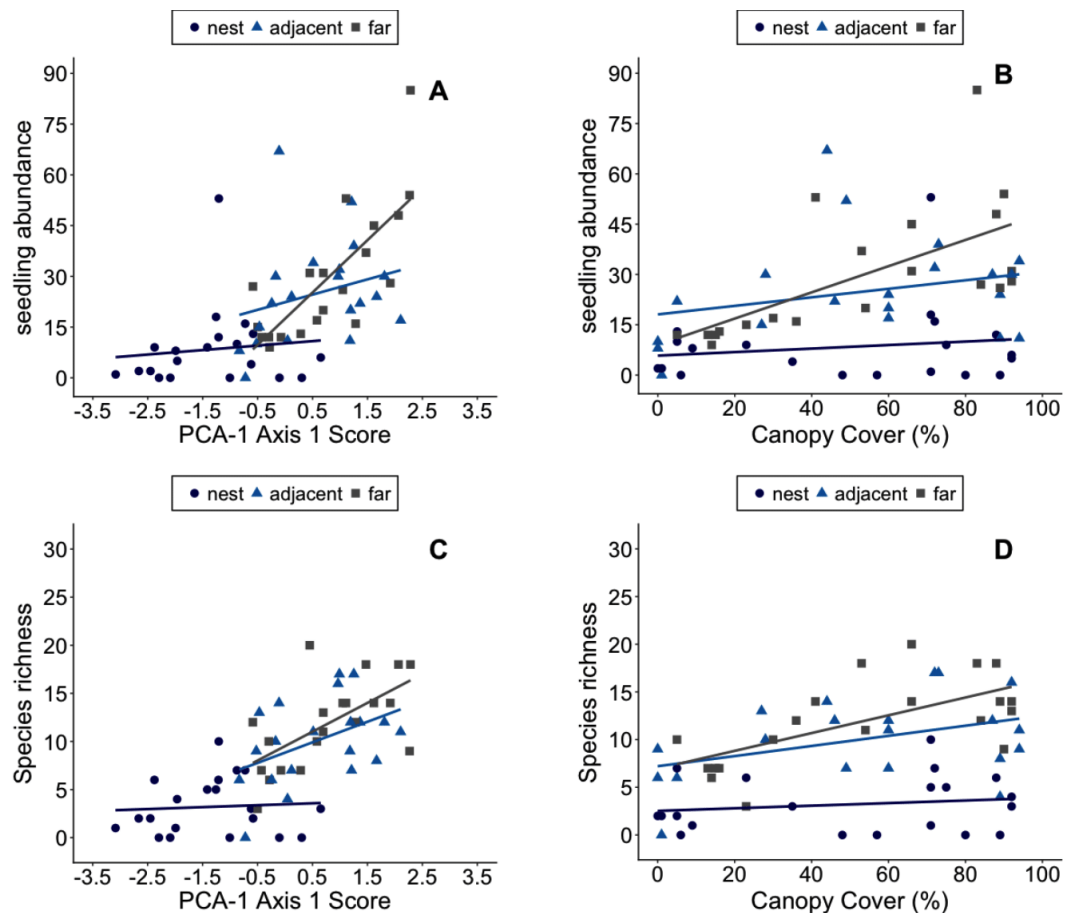 nest adjacent far
nest adjacent far
A
B
seedling abundance
90
75
60
45
30
15
0
-3.5 -2.5 -1.5 -0.5 0.5 1.5 2.5 3.5
PCA-1 Axis 1 Score
seedling abundance
90
75
60
45
30
15
0
0 20 40 60 80 100
Canopy Cover (%)
nest adjacent far
nest adjacent far
C
D
Species richness
30
25
20
15
10
5
0
-3.5 -2.5 -1.5 -0.5 0.5 1.5 2.5 3.5
PCA-1 Axis 1 Score
Species richness
30
25
20
15
10
5
0
0 20 40 60 80 100
Canopy Cover (%)